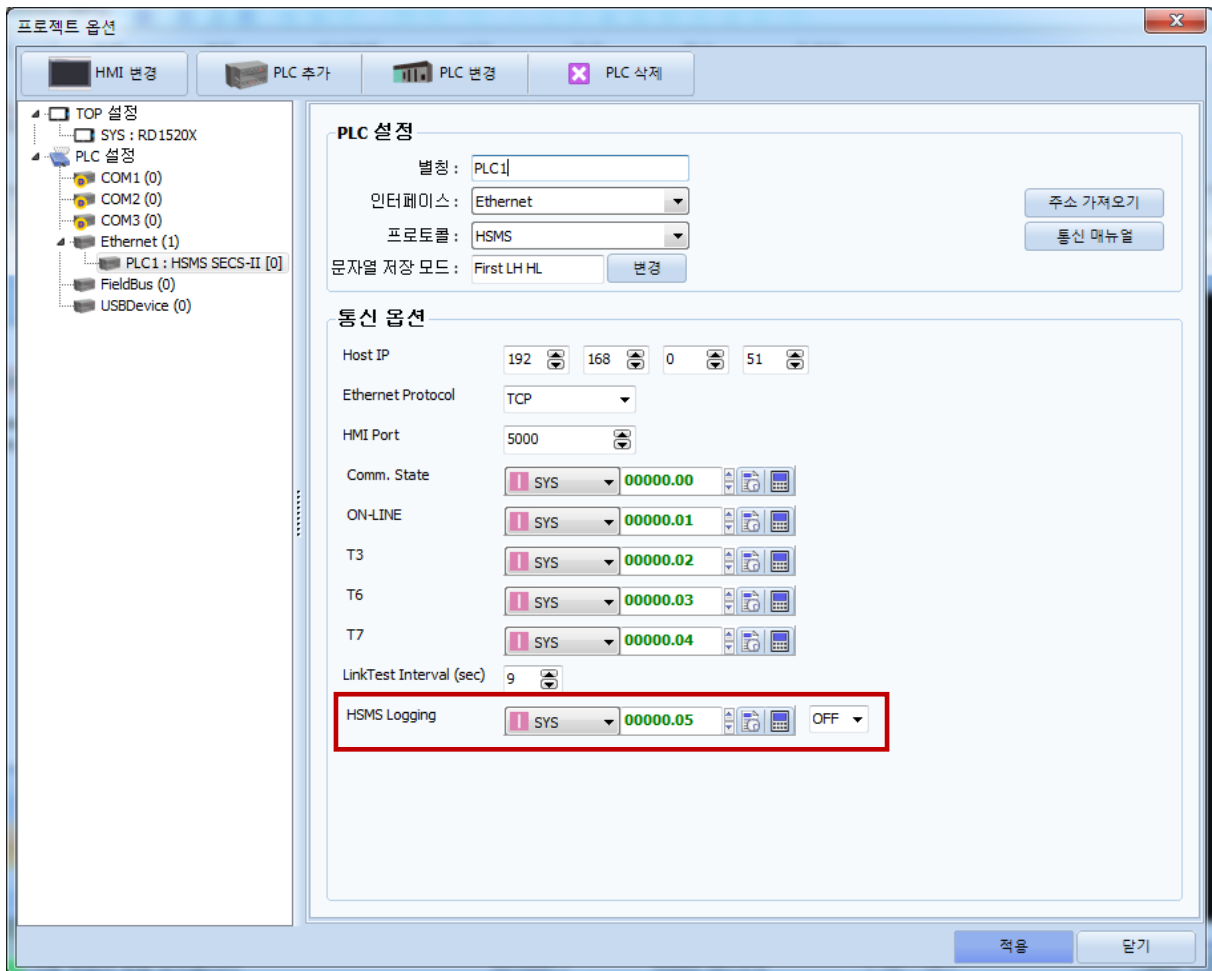 프로젝트 옵션
HMI 변경 PLC 추가 PLC 변경 PLC 삭제
TOP 설정
SYS : RD1520X
PLC 설정
COM1 (0)
COM2 (0)
COM3 (0)
Ethernet (1)
PLC1 : HSMS SECS-II [0]
FieldBus (0)
USBDevice (0)
PLC 설정
별칭 : PLC1
인터페이스 : Ethernet 주소 가져오기
프로토콜 : HSMS 통신 매뉴얼
문자열 저장 모드 : First LH HL 변경
통신 옵션
Host IP 192 168 0 51
Ethernet Protocol TCP
HMI Port 5000
Comm. State SYS 00000.00
ON-LINE SYS 00000.01
T3 SYS 00000.02
T6 SYS 00000.03
T7 SYS 00000.04
LinkTest Interval (sec) 9
HSMS Logging SYS 00000.05 OFF
적용 닫기